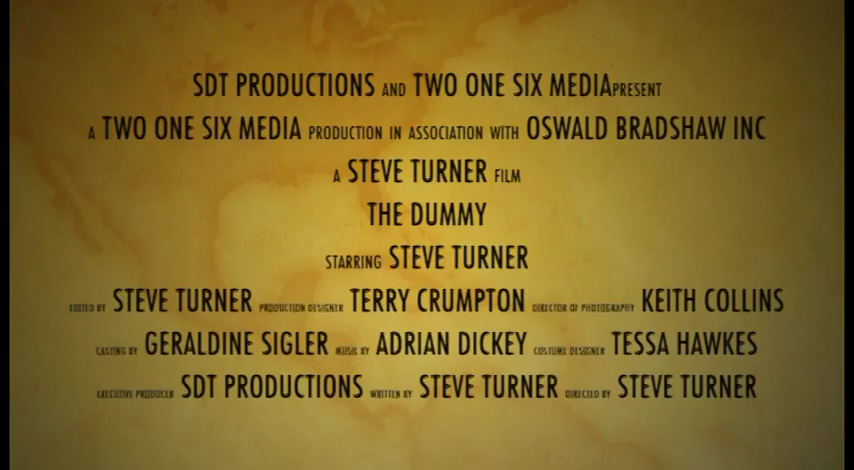 SDT PRODUCTIONS AND TWO ONE SIX MEDIAPRESENT
A TWO ONE SIX MEDIA PRODUCTION IN ASSOCIATION WITH OSWALD BRADSHAW INC
A STEVE TURNER FILM
THE DUMMY
STARRING STEVE TURNER
EDITED BY STEVE TURNER PRODUCTION DESIGNER TERRY CRUMPTON DIRECTOR OF PHOTOGRAPHY KEITH COLLINS
CASTING BY GERALDINE SIGLER MUSIC BY ADRIAN DICKEY COSTUME DESIGNER TESSA HAWKES
EXECUTIVE PRODUCER SDT PRODUCTIONS WRITTEN BY STEVE TURNER DIRECTED BY STEVE TURNER